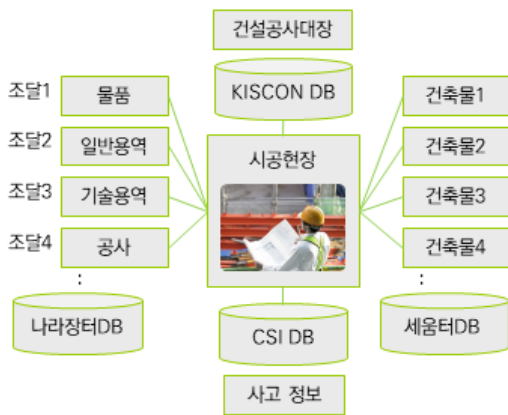 건설공사대장
KISCON DB
조달1 물품
조달2 일반용역
조달3 기술용역
조달4 공사
:
나라장터DB
시공현장
건축물1
건축물2
건축물3
건축물4
:
세움터DB
CSI DB
사고 정보